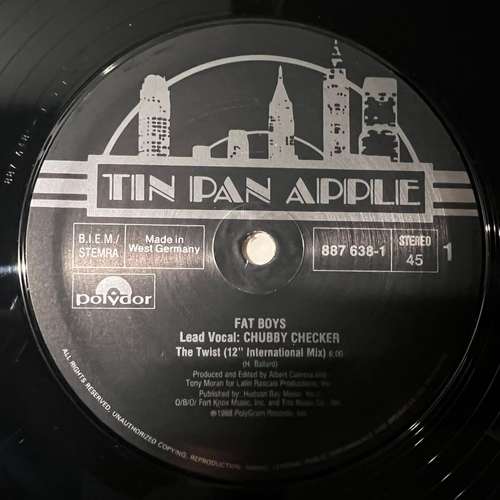 TIN PAN APPLE
B.I.E.M./
STEMRA
Made in
West Germany
887 638-1
STEREO
45
1
polydor
FAT BOYS
Lead Vocal: CHUBBY CHECKER
The Twist (12" International Mix) 6:00
(H. Ballard)
Produced and Edited by Albert Cabrera and
Tony Moran for Latin Rascals Productions, Inc.
Published by: Hudson Bay Music
O/B/O: Fort Knox Music, Inc. and Trio Music Co., Inc.
℗1988 PolyGram Records, Inc.
ALL RIGHTS RESERVED. UNAUTHORIZED COPYING, REPRODUCTION,